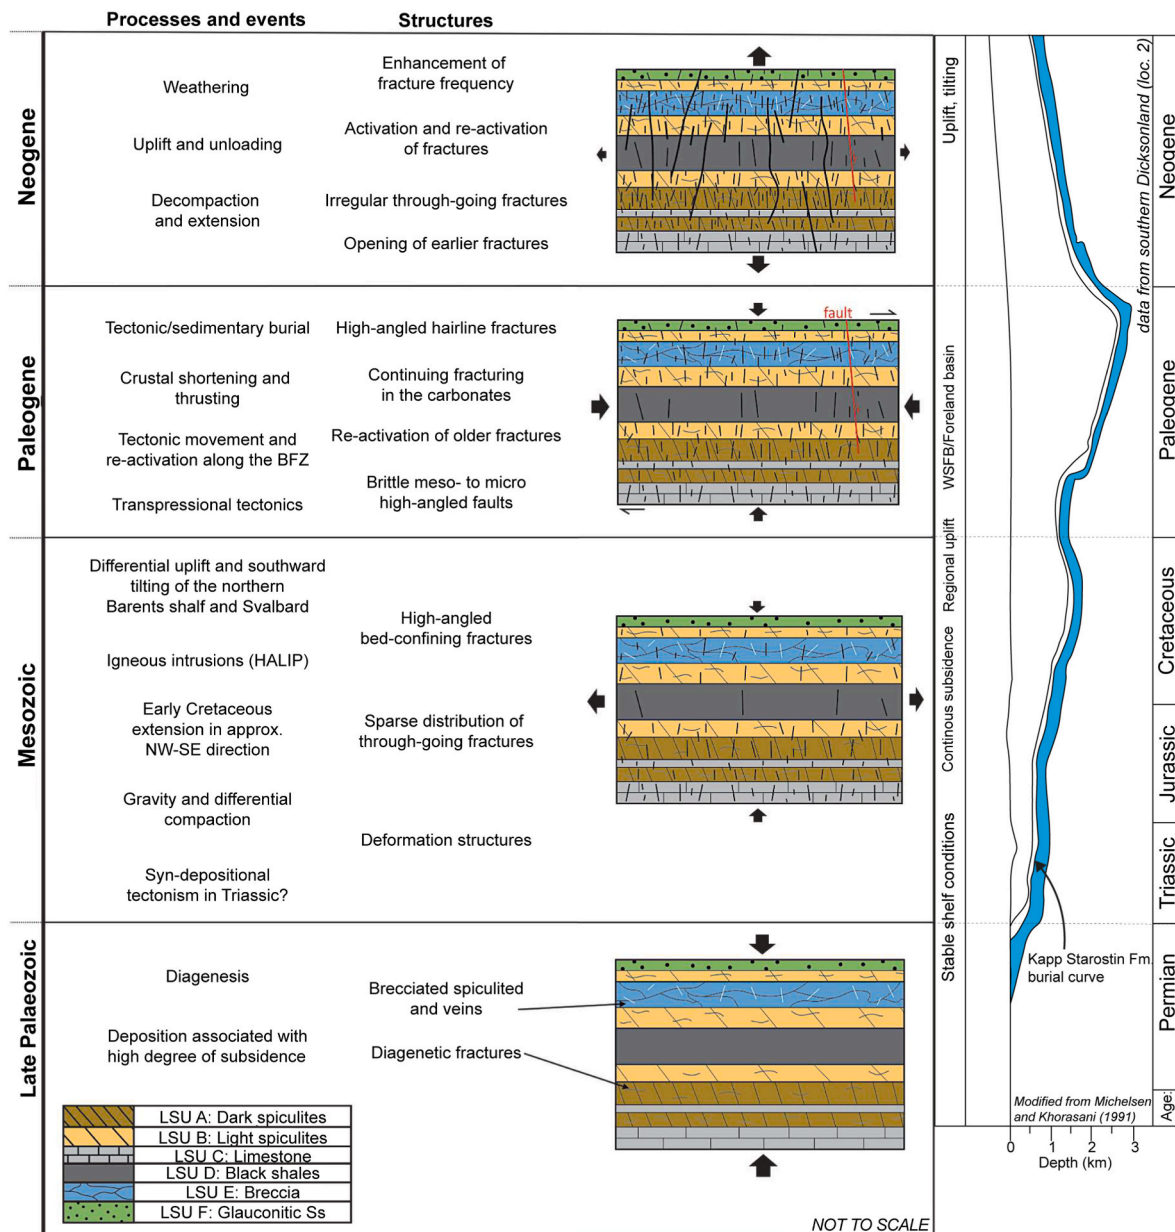 Processes and events
Structures
Neogene
Weathering
Uplift and unloading
Decompaction
and extension
Enhancement of
fracture frequency
Activation and re-activation
of fractures
Irregular through-going fractures
Opening of earlier fractures
Paleogene
Tectonic/sedimentary burial
Crustal shortening and
thrusting
Tectonic movement and
re-activation along the BFZ
Transpressional tectonics
High-angled hairline fractures
Continuing fracturing
in the carbonates
Re-activation of older fractures
Brittle meso- to micro
high-angled faults
fault
Mesozoic
Differential uplift and southward
tilting of the northern
Barents shalf and Svalbard
Igneous intrusions (HALIP)
Early Cretaceous
extension in approx.
NW-SE direction
Gravity and differential
compaction
Syn-depositional
tectonism in Triassic?
High-angled
bed-confining fractures
Sparse distribution of
through-going fractures
Deformation structures
Late Palaeozoic
Diagenesis
Deposition associated with
high degree of subsidence
Brecciated spiculited
and veins
Diagenetic fractures
LSU A: Dark spiculites
LSU B: Light spiculites
LSU C: Limestone
LSU D: Black shales
LSU E: Breccia
LSU F: Glauconitic Ss
NOT TO SCALE
Uplift, tilting
WSFB/Foreland basin
Regional uplift
Continous subsidence
Stable shelf conditions
data from southern Dicksonland (loc. 2)
Kapp Starostin Fm.
burial curve
Modified from Michelsen
and Khorasani (1991)
Neogene
Paleogene
Cretaceous
Jurassic
Triassic
Permian
Age:
0 1 2 3
Depth (km)